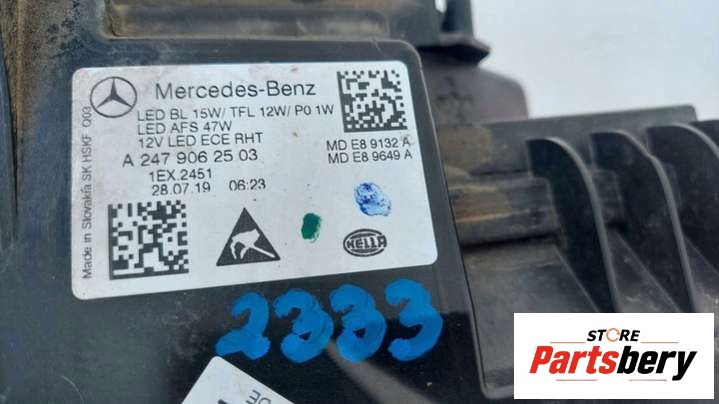 Mercedes-Benz
LED BL 15W/ TFL 12W/ PO 1W
LED AFS 47W
12V LED ECE RHT
A 247 906 25 03
1EX.2451
28.07.19 06:23
MD E8 9132 A
MD E8 9649 A
Made in Slovakia SK HSKF O03
HELLA
2333
STORE
Partsbery